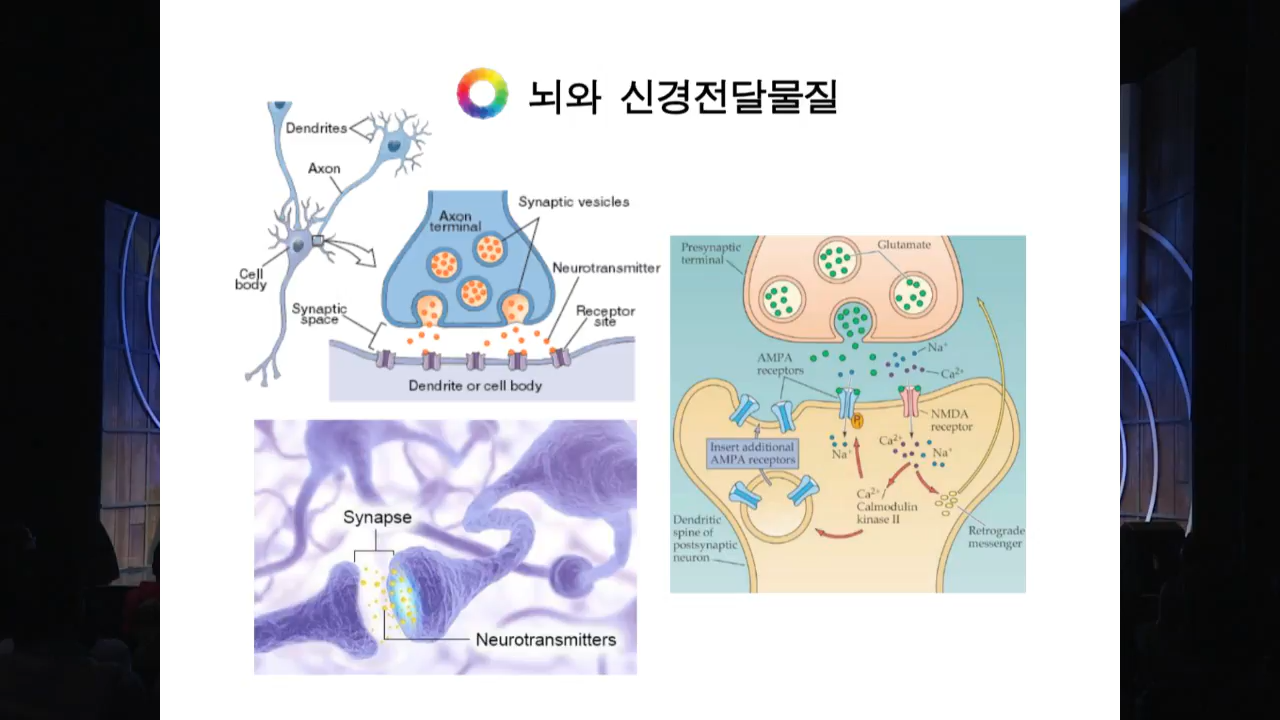 뇌와 신경전달물질
Dendrites
Axon
Cell
body
Synaptic
space
Axon
terminal
Synaptic vesicles
Neurotransmitter
Receptor
site
Dendrite or cell body
Synapse
Neurotransmitters
Presynaptic
terminal
Glutamate
AMPA
receptors
Na⁺
Ca²⁺
NMDA
receptor
P
Insert additional
AMPA receptors
Na⁺
Ca²⁺
Na⁺
Ca²⁺/
Calmodulin
kinase II
Dendritic
spine of
postsynaptic
neuron
Retrograde
messenger